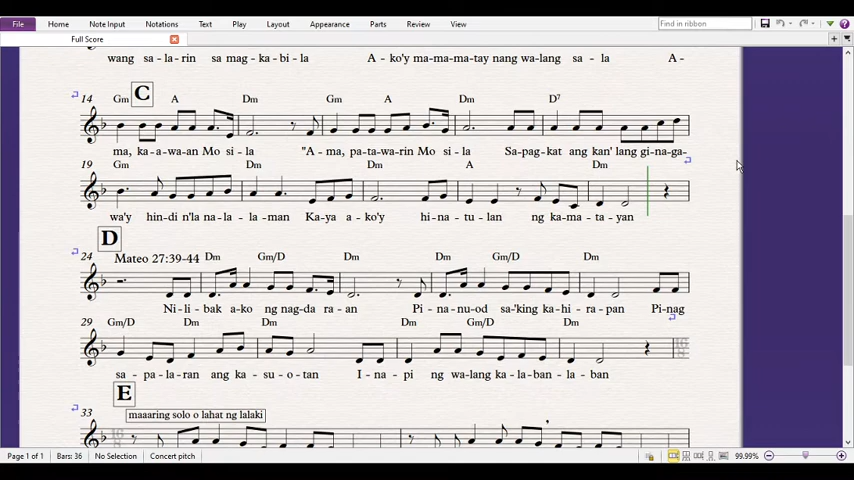 File Home Note Input Notations Text Play Layout Appearance Parts Review View Find in ribbon
Full Score
wang sa - la - rin sa mag - ka - bi - la A - ko'y ma-ma-ma-tay nang wa-lang sa - la A -
C
14 Gm A Dm Gm A Dm D7
ma, ka-a-wa-an Mo si - la "A - ma, pa-ta-wa-rin Mo si - la Sa-pag-kat ang kan' lang gi-na-ga-
19 Gm Dm Dm A Dm
wa'y hin-di n'la na-la - la-man Ka-ya a-ko'y hi-na-tu-lan ng ka-ma-ta-yan
D
24 Mateo 27:39-44 Dm Gm/D Dm Dm Gm/D Dm
Ni-li-bak a-ko ng nag-da ra-an Pi-na-nu-od sa-'king ka-hi-ra-pan Pi-nag
29 Gm/D Dm Dm Dm Gm/D Dm
sa-pa-la-ran ang ka-su-o-tan I-na-pi ng wa-lang ka-la-ban-la-ban
16 8
E
maaaring solo o lahat ng lalaki
33
16 8
Page 1 of 1 Bars: 36 No Selection Concert pitch 99.99%